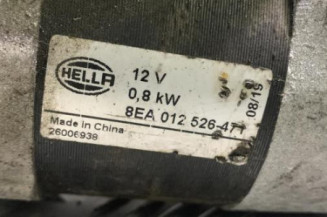 HELLA
12 V
0,8 kW
8EA 012 526-471
08/19
Made in China
26006938